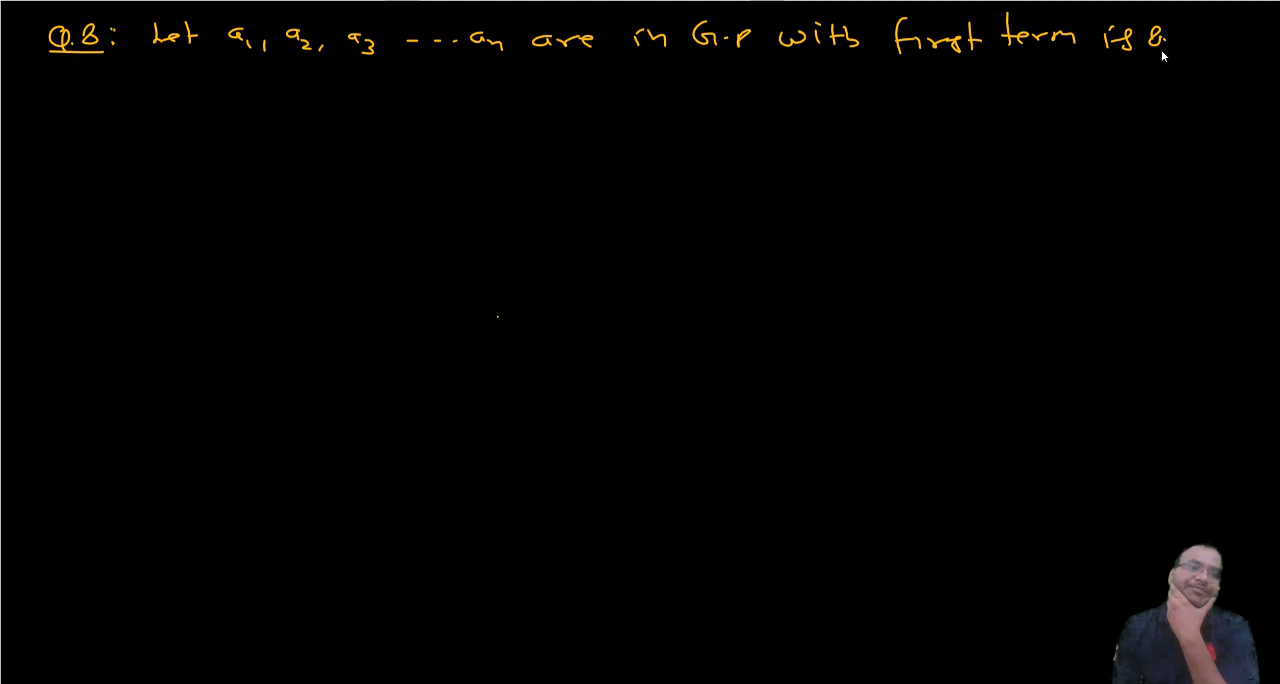 Q.8: Let a₁, a₂, a₃ ---- aₙ are in G.P with first term is 8.